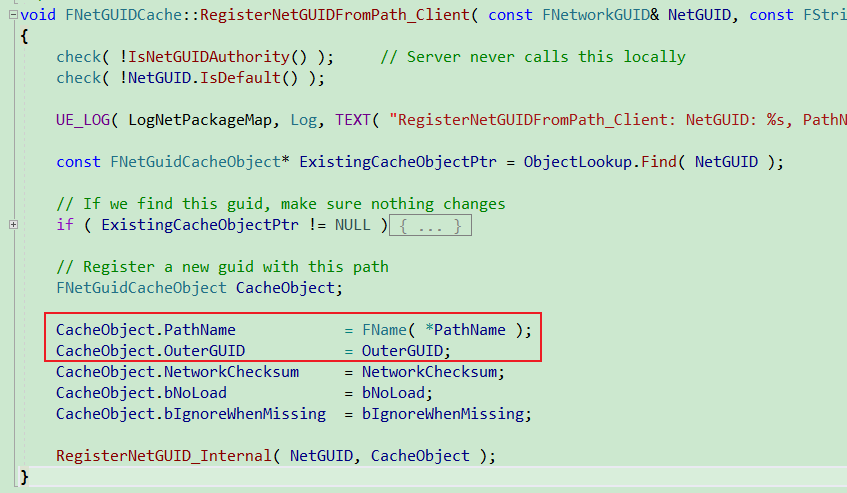 void FNetGUIDCache::RegisterNetGUIDFromPath_Client( const FNetworkGUID& NetGUID, const FStri
{
check( !IsNetGUIDAuthority() ); // Server never calls this locally
check( !NetGUID.IsDefault() );
UE_LOG( LogNetPackageMap, Log, TEXT( "RegisterNetGUIDFromPath_Client: NetGUID: %s, PathN
const FNetGuidCacheObject* ExistingCacheObjectPtr = ObjectLookup.Find( NetGUID );
// If we find this guid, make sure nothing changes
if ( ExistingCacheObjectPtr != NULL ){ ... }
// Register a new guid with this path
FNetGuidCacheObject CacheObject;
CacheObject.PathName = FName( *PathName );
CacheObject.OuterGUID = OuterGUID;
CacheObject.NetworkChecksum = NetworkChecksum;
CacheObject.bNoLoad = bNoLoad;
CacheObject.bIgnoreWhenMissing = bIgnoreWhenMissing;
RegisterNetGUID_Internal( NetGUID, CacheObject );
}